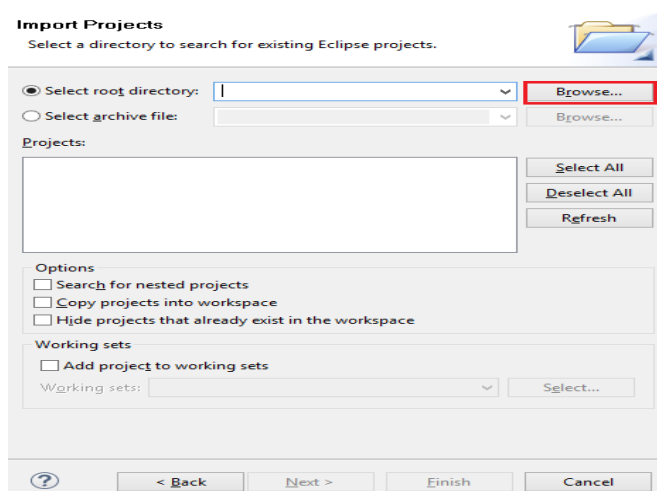 Import Projects
Select a directory to search for existing Eclipse projects.
Select root directory:
Browse...
Select archive file:
Browse...
Projects:
Select All
Deselect All
Refresh
Options
Search for nested projects
Copy projects into workspace
Hide projects that already exist in the workspace
Working sets
Add project to working sets
Working sets:
Select...
?
< Back
Next >
Finish
Cancel